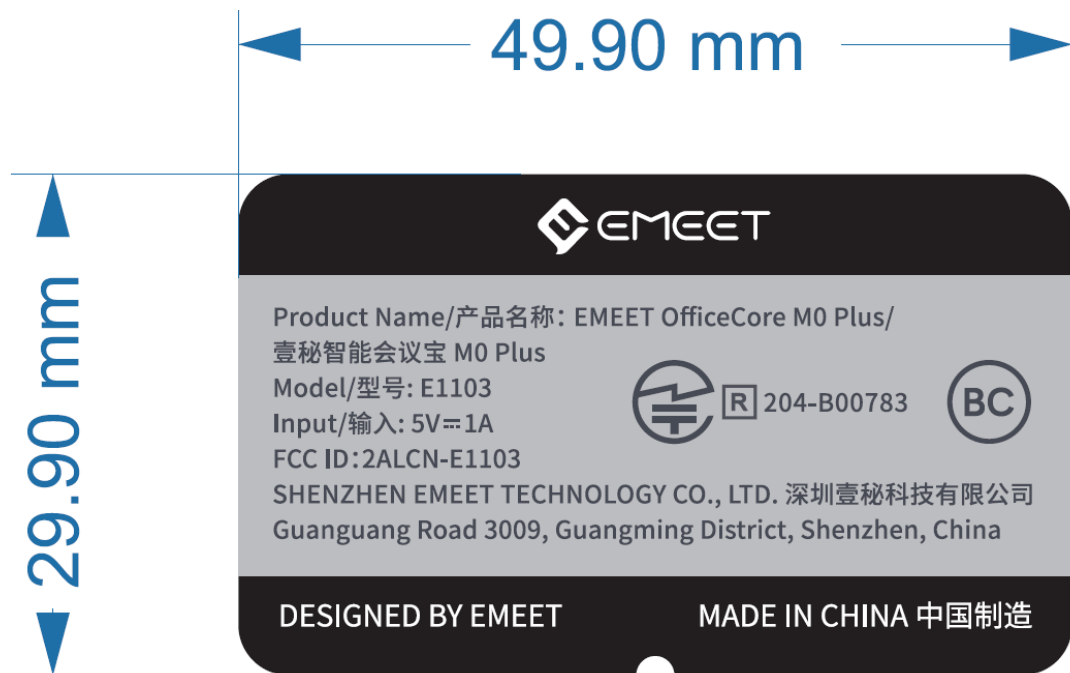 49.90 mm
29.90 mm
EMEET
Product Name/产品名称: EMEET OfficeCore M0 Plus/
壹秘智能会议宝 M0 Plus
Model/型号: E1103
Input/输入: 5V⎓1A
FCC ID:2ALCN-E1103
R 204-B00783
BC
SHENZHEN EMEET TECHNOLOGY CO., LTD. 深圳壹秘科技有限公司
Guanguang Road 3009, Guangming District, Shenzhen, China
DESIGNED BY EMEET
MADE IN CHINA 中国制造